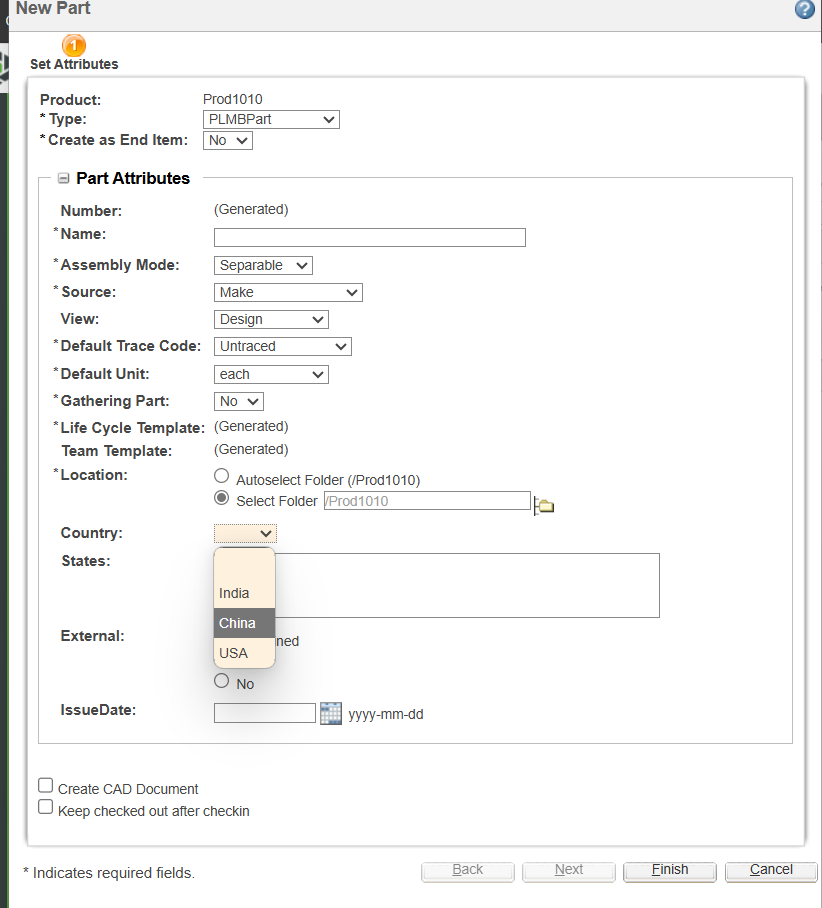 New Part
?
1
Set Attributes
Product: Prod1010
* Type: PLMBPart
* Create as End Item: No
Part Attributes
Number: (Generated)
* Name:
* Assembly Mode: Separable
* Source: Make
View: Design
* Default Trace Code: Untraced
* Default Unit: each
* Gathering Part: No
* Life Cycle Template: (Generated)
Team Template: (Generated)
* Location: Autoselect Folder (/Prod1010)
Select Folder /Prod1010
Country:
States:
India
China
USA
External: ned
No
IssueDate: yyyy-mm-dd
Create CAD Document
Keep checked out after checkin
* Indicates required fields.
Back Next Finish Cancel